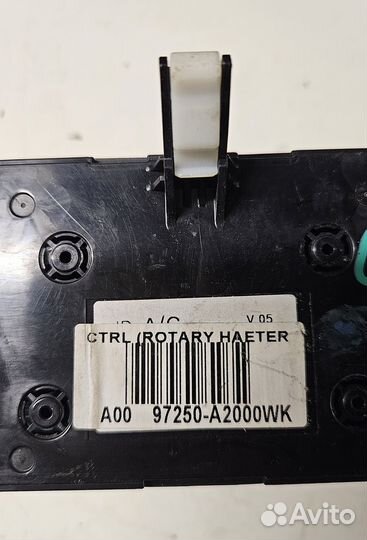 A/C V 05
CTRL (ROTARY HAETER
A00 97250-A2000WK
Avito